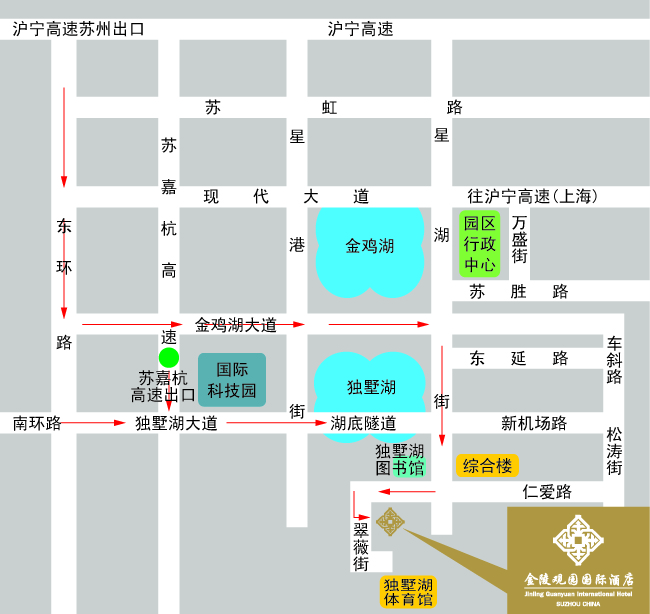 沪宁高速苏州出口
沪宁高速
苏虹路
苏嘉杭高速
星港街
星湖街
现代大道
往沪宁高速(上海)
东环路
金鸡湖
园区
行政
中心
万盛街
苏胜路
金鸡湖大道
车斜路
苏嘉杭
高速出口
国际
科技园
独墅湖
东延路
南环路
独墅湖大道
湖底隧道
新机场路
松涛街
独墅湖
图书馆
综合楼
仁爱路
翠薇街
独墅湖
体育馆
金陵观园国际酒店
Jinling Guanyuan International Hotel
SUZHOU CHINA